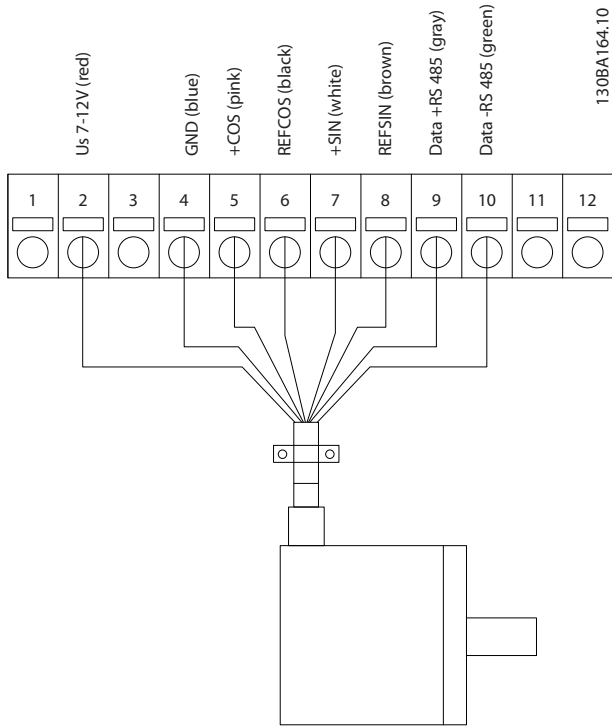 Us 7-12V (red)
GND (blue)
+COS (pink)
REFCOS (black)
+SIN (white)
REFSIN (brown)
Data +RS 485 (gray)
Data -RS 485 (green)
130BA164.10
1 2 3 4 5 6 7 8 9 10 11 12